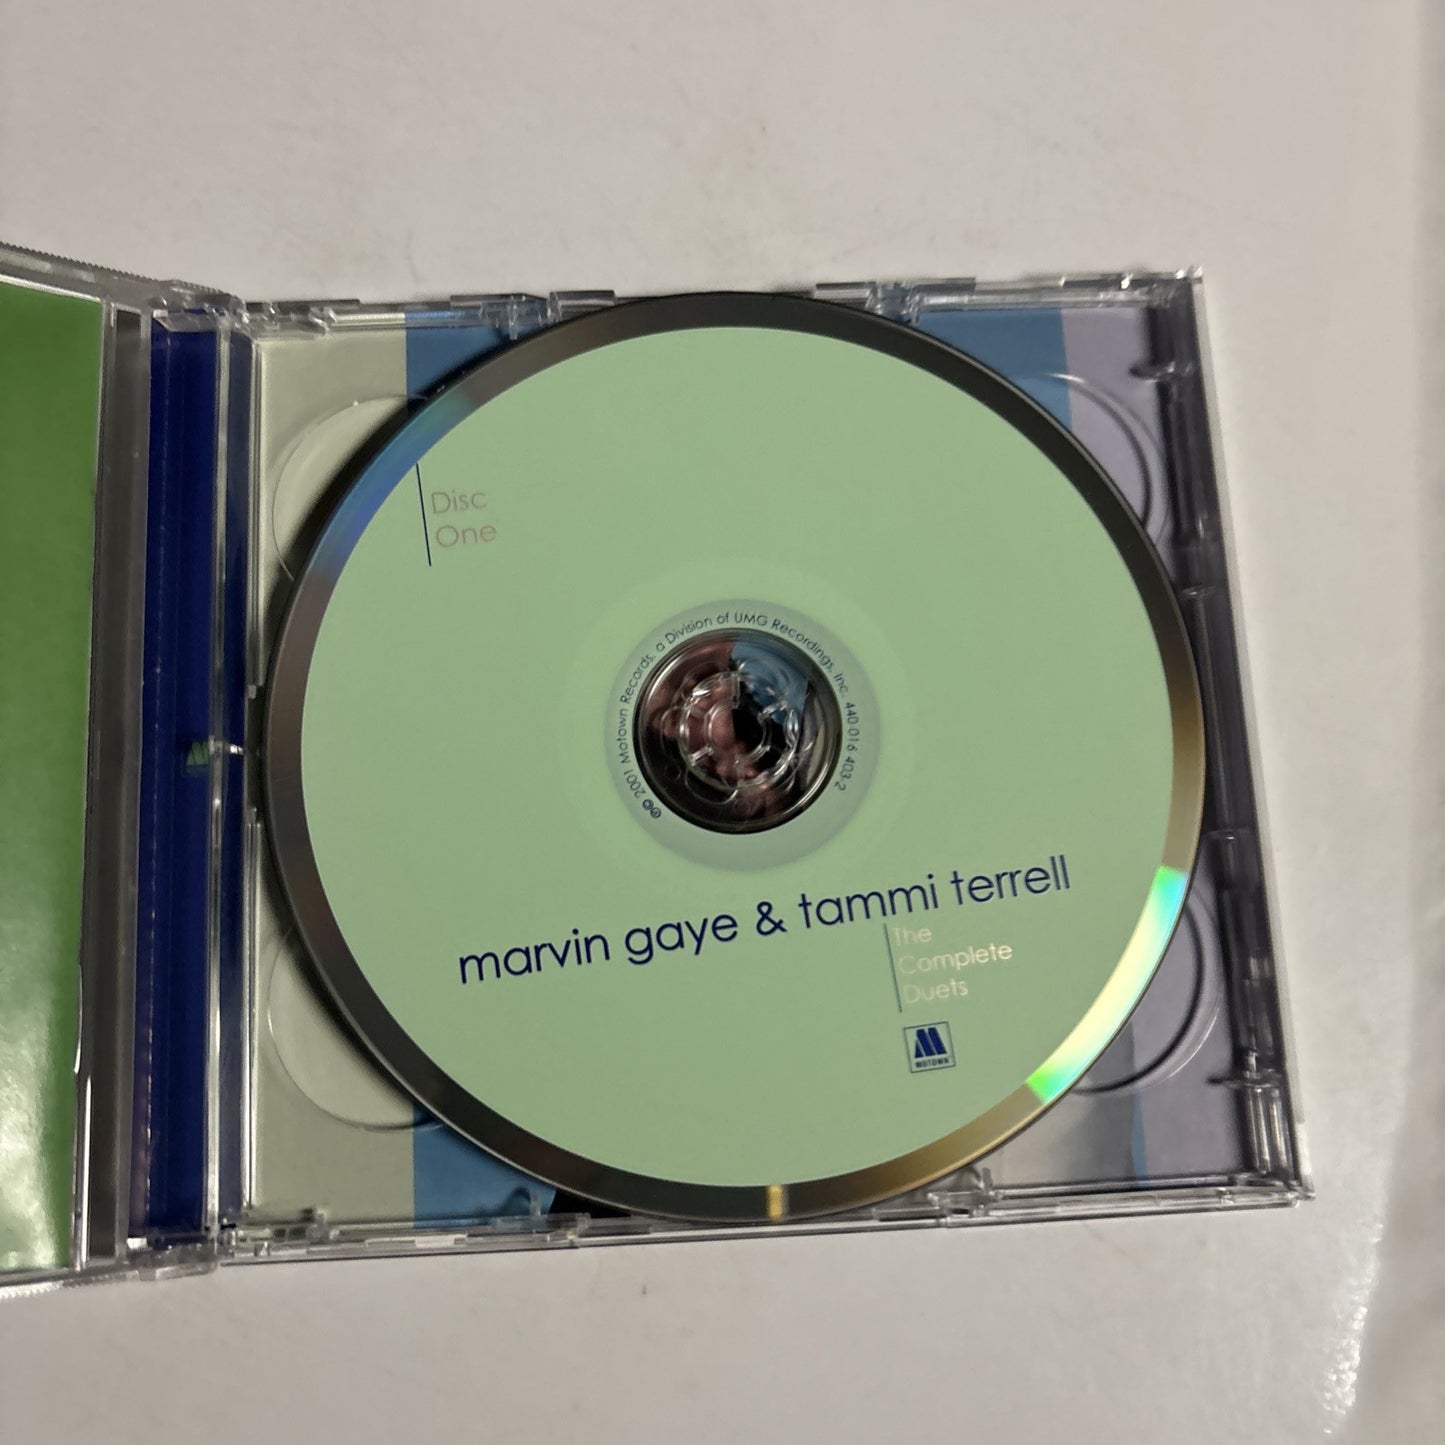 Disc
One
℗© 2001 Motown Records, a Division of UMG Recordings, Inc. 440 016 403-2
marvin gaye & tammi terrell
The
Complete
Duets
MOTOWN